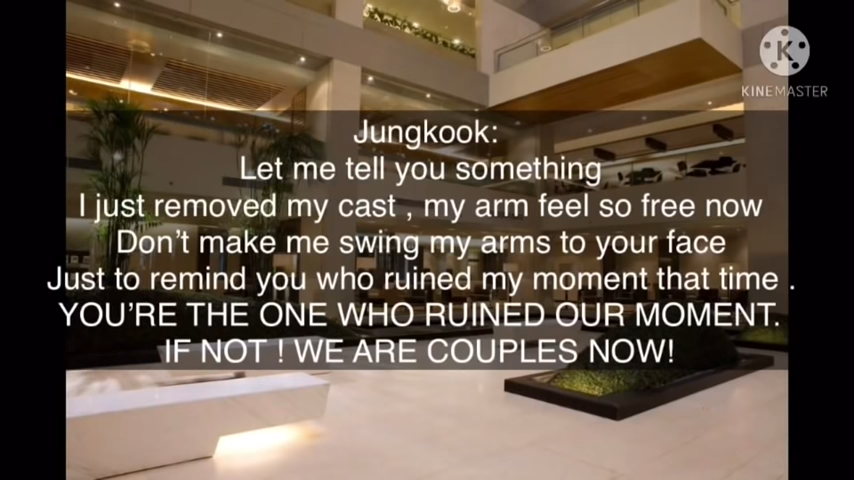 KINEMASTER
Jungkook:
Let me tell you something
I just removed my cast , my arm feel so free now
Don't make me swing my arms to your face
Just to remind you who ruined my moment that time .
YOU'RE THE ONE WHO RUINED OUR MOMENT.
IF NOT ! WE ARE COUPLES NOW!